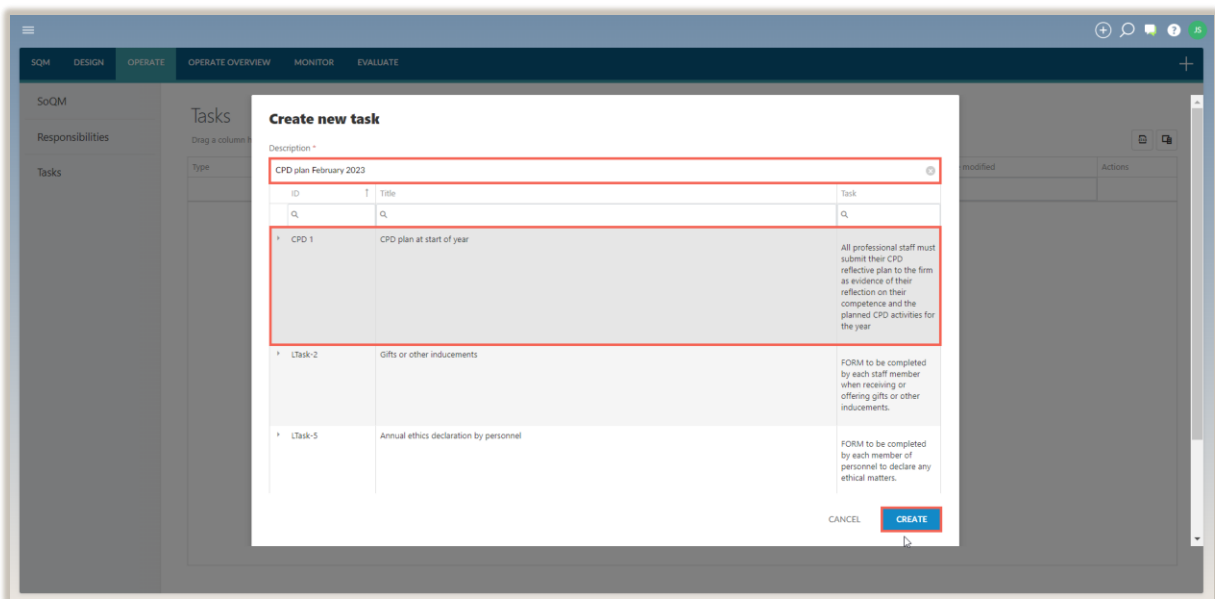 JS
SQM DESIGN OPERATE OPERATE OVERVIEW MONITOR EVALUATE
SoQM
Responsibilities
Tasks
Tasks
Drag a column h
Type modified Actions
Create new task
Description *
CPD plan February 2023
ID Title Task
CPD 1 CPD plan at start of year All professional staff must
submit their CPD
reflective plan to the firm
as evidence of their
reflection on their
competence and the
planned CPD activities for
the year
LTask-2 Gifts or other inducements FORM to be completed
by each staff member
when receiving or
offering gifts or other
inducements.
LTask-5 Annual ethics declaration by personnel FORM to be completed
by each member of
personnel to declare any
ethical matters.
CANCEL CREATE